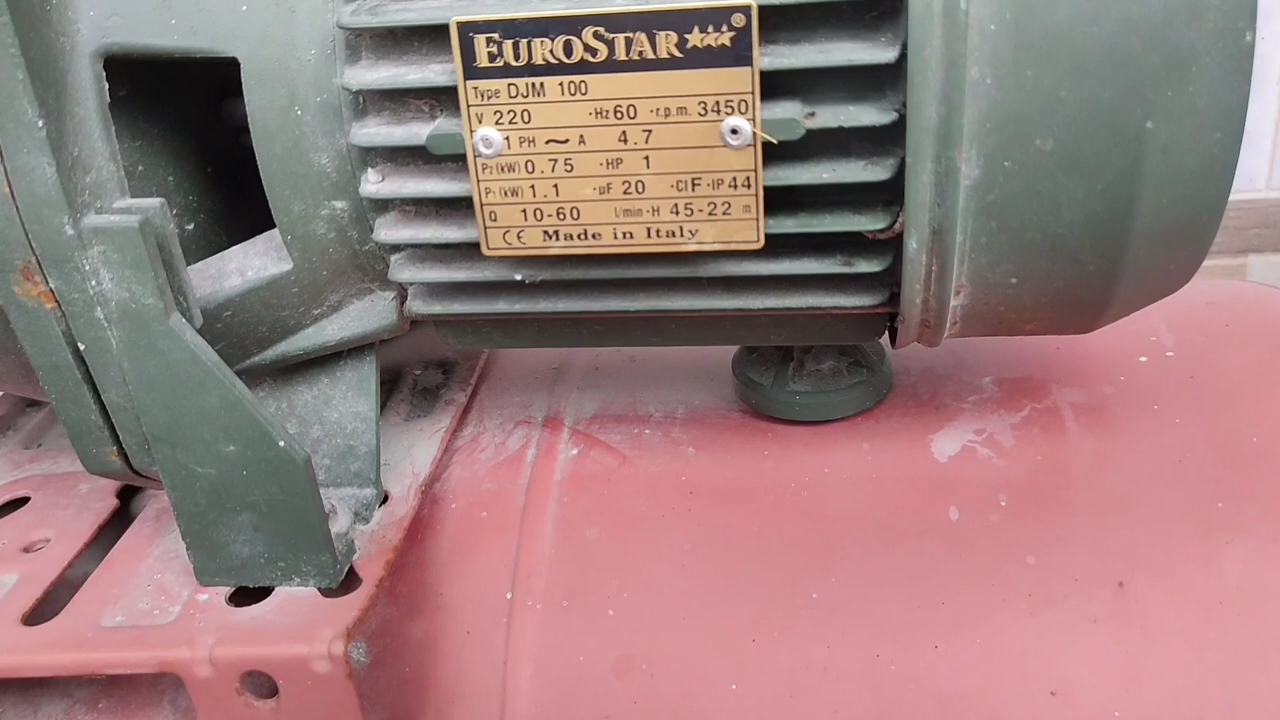 EUROSTAR ®
Type DJM 100
V 220 ·Hz 60 ·r.p.m. 3450
1 PH ~ A 4.7
P₂(kW) 0.75 ·HP 1
P₁(kW) 1.1 ·µF 20 ·Cl F ·IP 44
Q 10-60 l/min ·H 45-22 m
CE Made in Italy